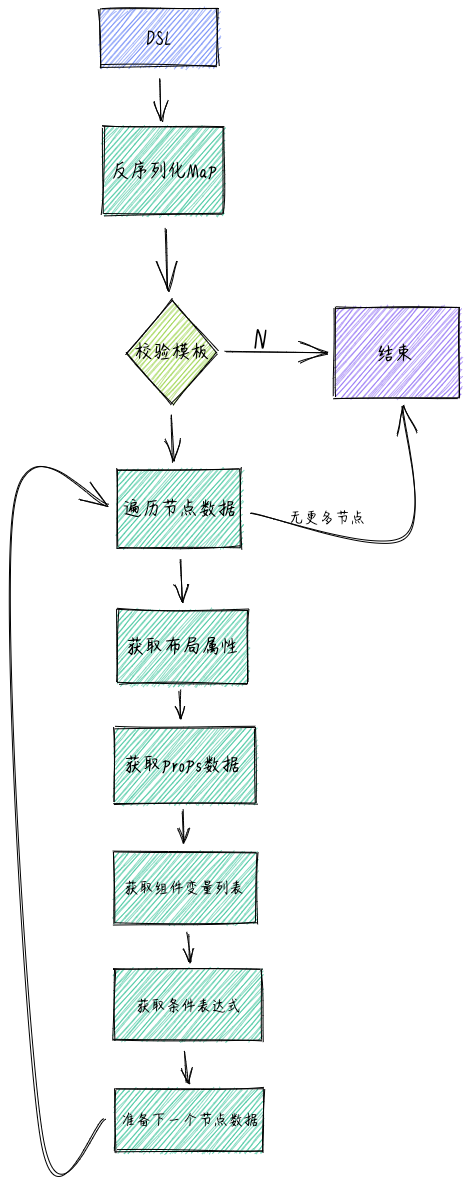 DSL
反序列化Map
校验模板
N
结束
遍历节点数据
无更多节点
获取布局属性
获取props数据
获取组件变量列表
获取条件表达式
准备下一个节点数据